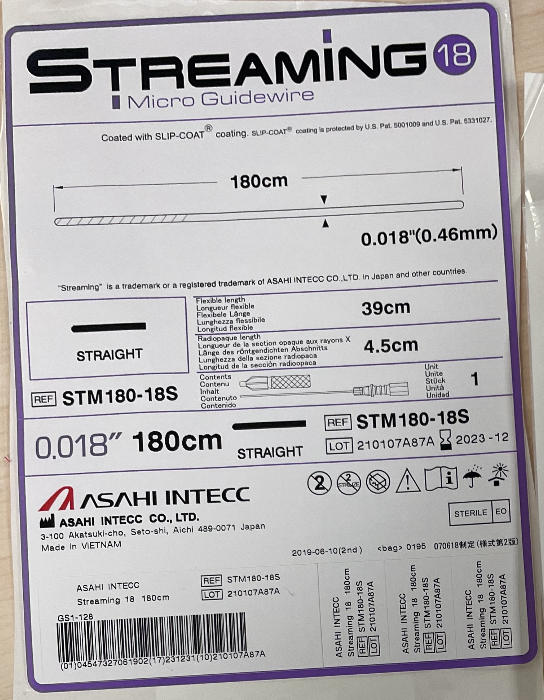 STREAMING 18
Micro Guidewire
Coated with SLIP-COAT® coating. SLIP-COAT® coating is protected by U.S. Pat. 5001009 and U.S. Pat. 5331027.
180cm
0.018"(0.46mm)
"Streaming" is a trademark or a registered trademark of ASAHI INTECC CO.,LTD. in Japan and other countries
STRAIGHT
REF STM180-18S
Flexible length
Longueur flexible
Flexibele Länge
Lunghezza flessibile
Longitud flexible
39cm
Radiopaque length
Longueur de la section opaque aux rayons X
Länge des röntgendichten Abschnitts
Lunghezza della sezione radiopaca
Longitud de la sección radioopaca
4.5cm
Contents
Contenu
Inhalt
Contenuto
Contenido
Unit
Unite
Stück
Unità
Unidad
1
0.018" 180cm
STRAIGHT
REF STM180-18S
LOT 210107A87A 2023-12
ASAHI INTECC
ASAHI INTECC CO., LTD.
3-100 Akatsuki-cho, Seto-shi, Aichi 489-0071 Japan
Made in VIETNAM
2
2
STERILIZE
i
STERILE EO
2019-06-10(2nd) <bag> 0195 070618制定(様式第2版)
ASAHI INTECC
Streaming 18 180cm
REF STM180-18S
LOT 210107A87A
GS1-128
(01)04547327061902(17)231231(10)210107A87A
ASAHI INTECC
Streaming 18 180cm
REF STM180-18S
LOT 210107A87A
ASAHI INTECC
Streaming 18 180cm
REF STM180-18S
LOT 210107A87A
ASAHI INTECC
Streaming 18 180cm
REF STM180-18S
LOT 210107A87A